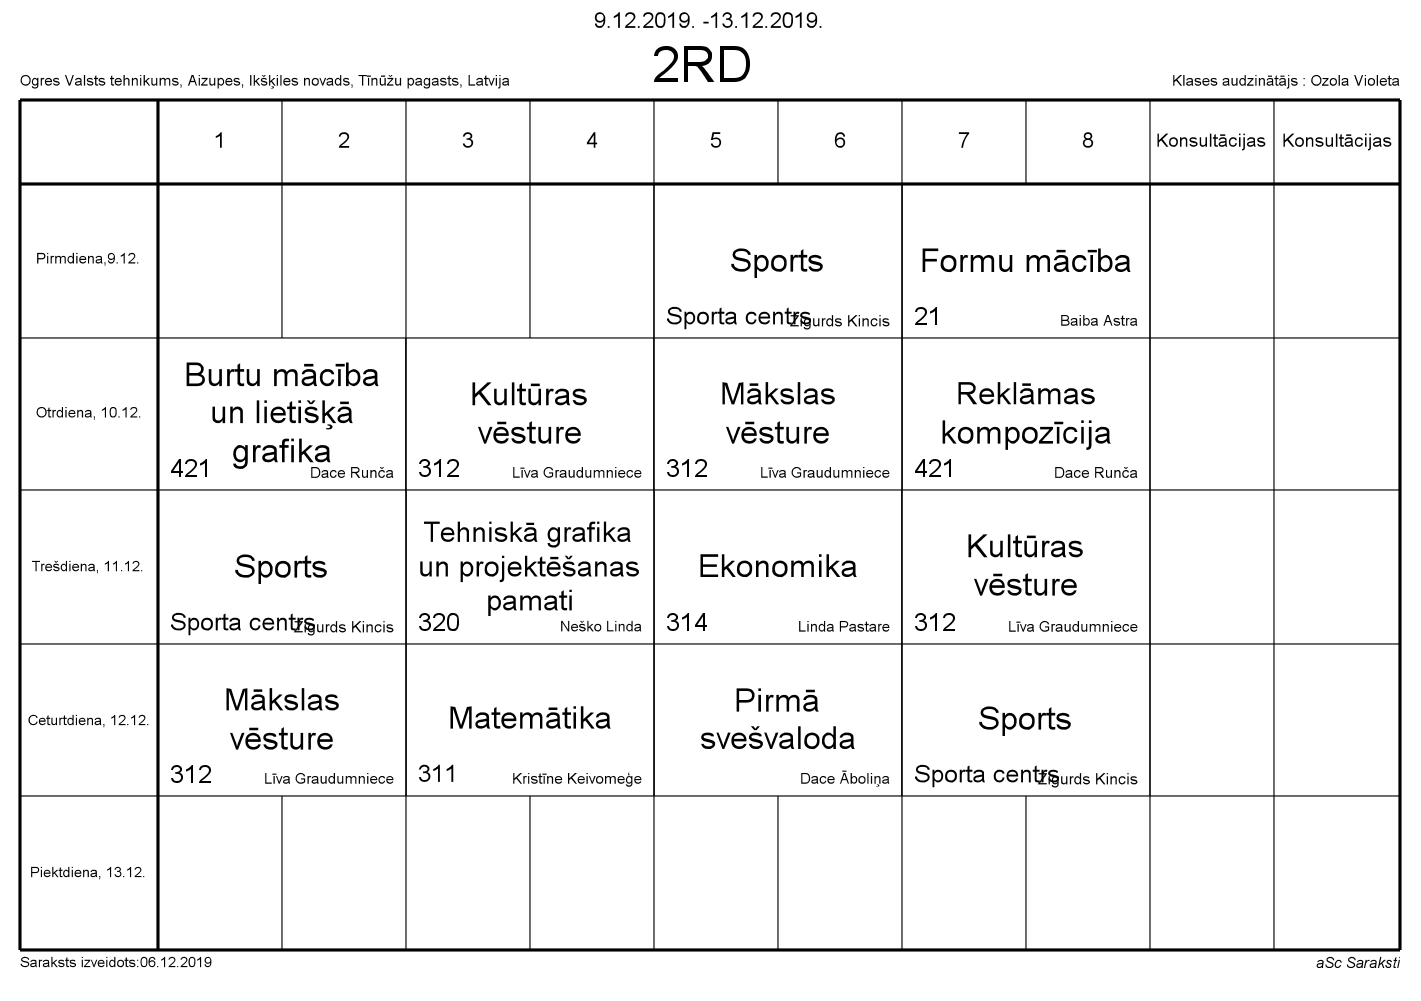 9.12.2019. -13.12.2019.
2RD
Ogres Valsts tehnikums, Aizupes, Ikšķiles novads, Tīnūžu pagasts, Latvija
Klases audzinātājs : Ozola Violeta
1 2 3 4 5 6 7 8 Konsultācijas Konsultācijas
Pirmdiena,9.12.
Sports
Sporta centrs Zigurds Kincis
Formu mācība
21 Baiba Astra
Otrdiena, 10.12.
Burtu mācība
un lietišķā
grafika
421 Dace Runča
Kultūras
vēsture
312 Līva Graudumniece
Mākslas
vēsture
312 Līva Graudumniece
Reklāmas
kompozīcija
421 Dace Runča
Trešdiena, 11.12.
Sports
Sporta centrs Zigurds Kincis
Tehniskā grafika
un projektēšanas
pamati
320 Neško Linda
Ekonomika
314 Linda Pastare
Kultūras
vēsture
312 Līva Graudumniece
Ceturtdiena, 12.12.
Mākslas
vēsture
312 Līva Graudumniece
Matemātika
311 Kristīne Keivomeģe
Pirmā
svešvaloda
Dace Āboliņa
Sports
Sporta centrs Zigurds Kincis
Piektdiena, 13.12.
Saraksts izveidots:06.12.2019
aSc Saraksti